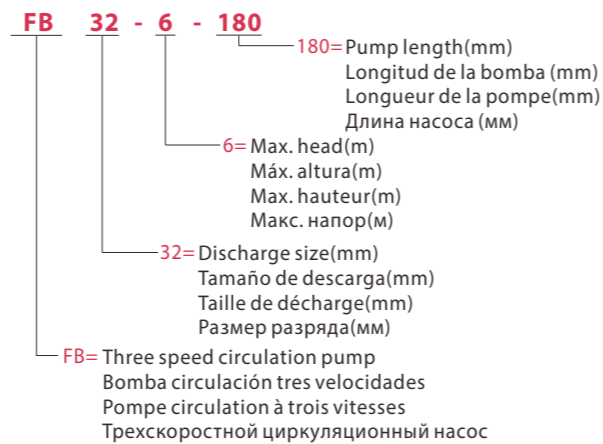 FB 32 - 6 - 180
180= Pump length(mm)
Longitud de la bomba (mm)
Longueur de la pompe(mm)
Длина насоса (мм)
6= Max. head(m)
Máx. altura(m)
Max. hauteur(m)
Макс. напор(м)
32= Discharge size(mm)
Tamaño de descarga(mm)
Taille de décharge(mm)
Размер разряда(мм)
FB= Three speed circulation pump
Bomba circulación tres velocidades
Pompe circulation à trois vitesses
Трехскоростной циркуляционный насос